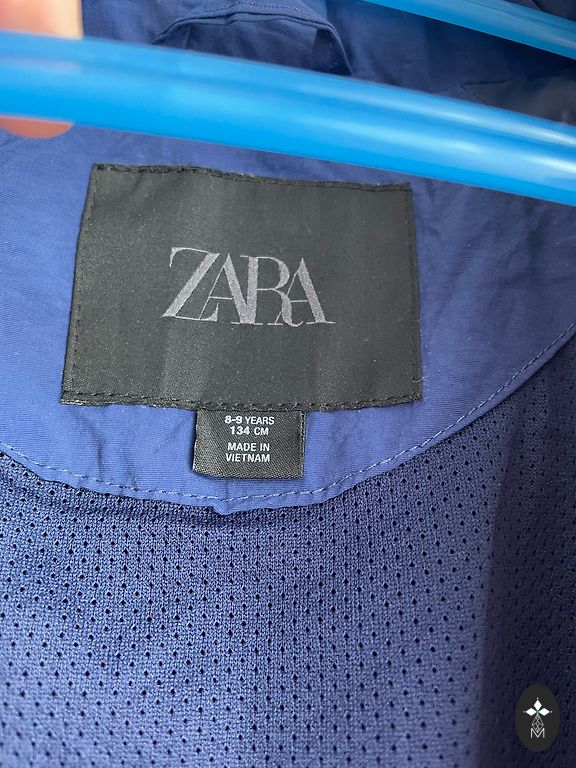 ZARA
8-9 YEARS
134 CM
MADE IN
VIETNAM